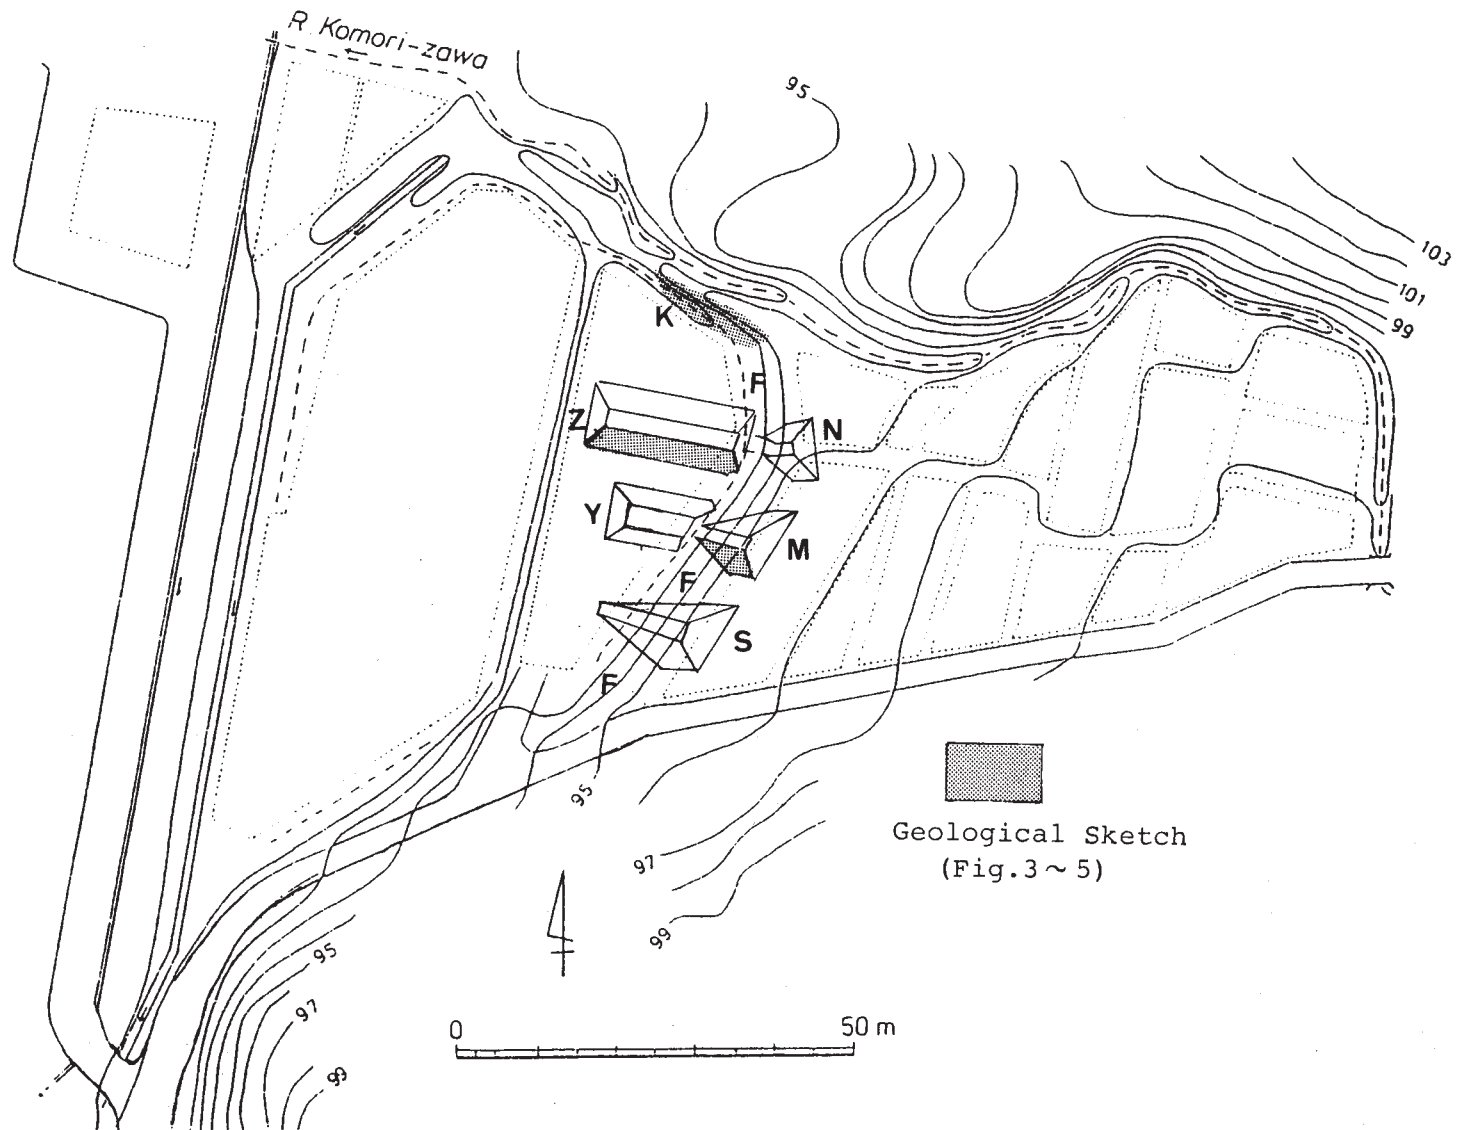 R. Komori-zawa
95
103
101
99
K
F
Z
N
Y
M
F
S
F
95
Geological Sketch
(Fig.3~5)
97
99
95
97
99
0
50 m